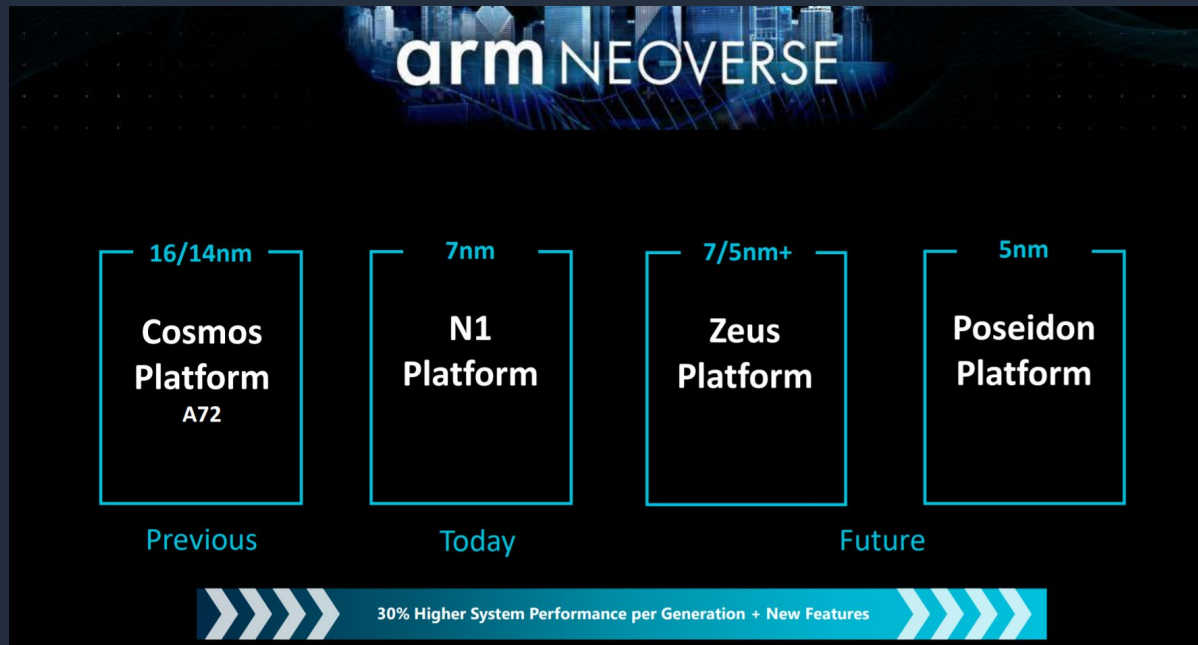 arm NEOVERSE
16/14nm
Cosmos
Platform
A72
Previous
7nm
N1
Platform
Today
7/5nm+
Zeus
Platform
5nm
Poseidon
Platform
Future
30% Higher System Performance per Generation + New Features